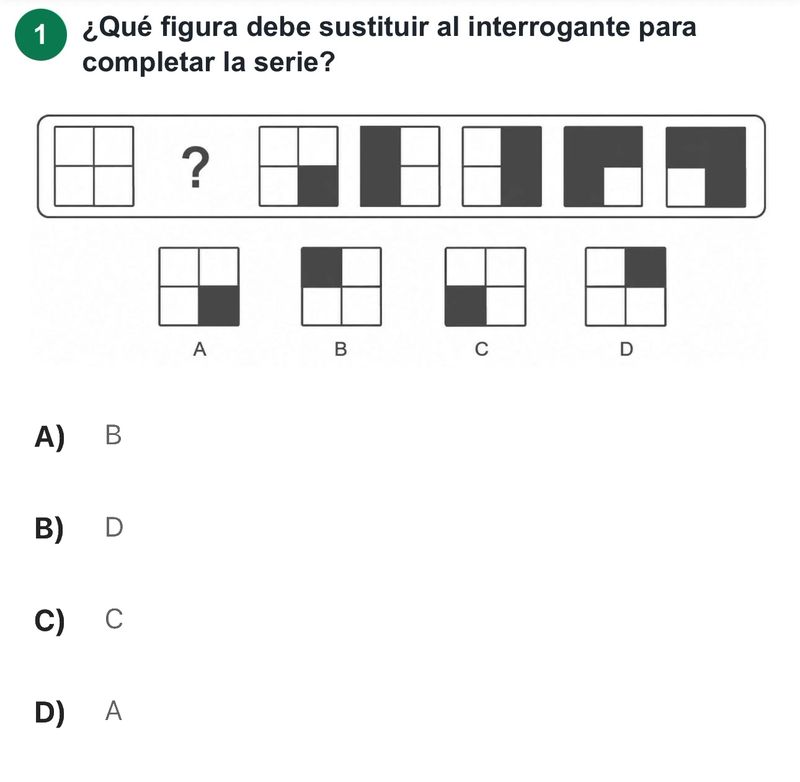 1 ¿Qué figura debe sustituir al interrogante para
completar la serie?
?
A B C D
A) B
B) D
C) C
D) A